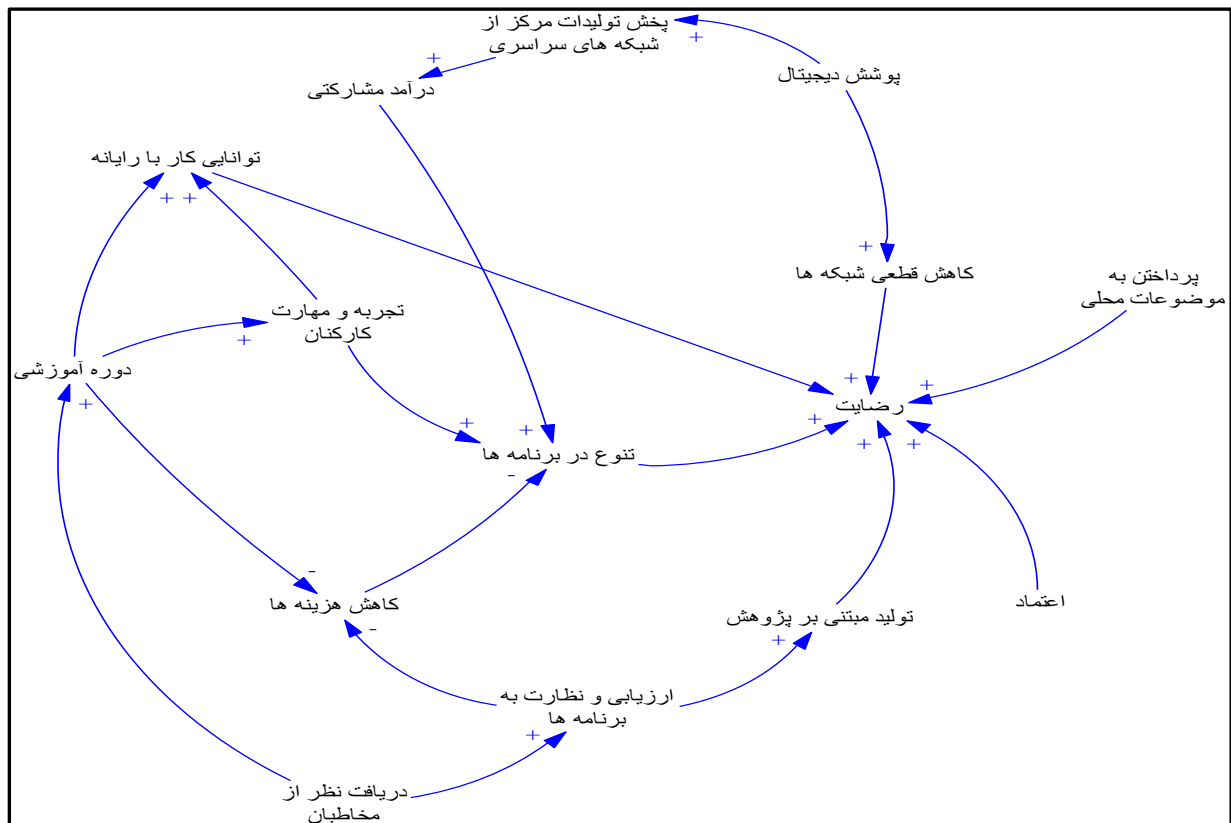 پخش تولیدات مرکز از
شبکه های سراسری
+
+
پوشش دیجیتال
درآمد مشارکتی
توانایی کار با رایانه
+ +
+
کاهش قطعی شبکه ها
پرداختن به
موضوعات محلی
تجربه و مهارت
کارکنان
+
دوره آموزشی
+
+
+
رضایت
+
+
+
+
+
+
تنوع در برنامه ها
-
-
کاهش هزینه ها
-
اعتماد
تولید مبتنی بر پژوهش
+
ارزیابی و نظارت به
برنامه ها
+
دریافت نظر از
مخاطبان